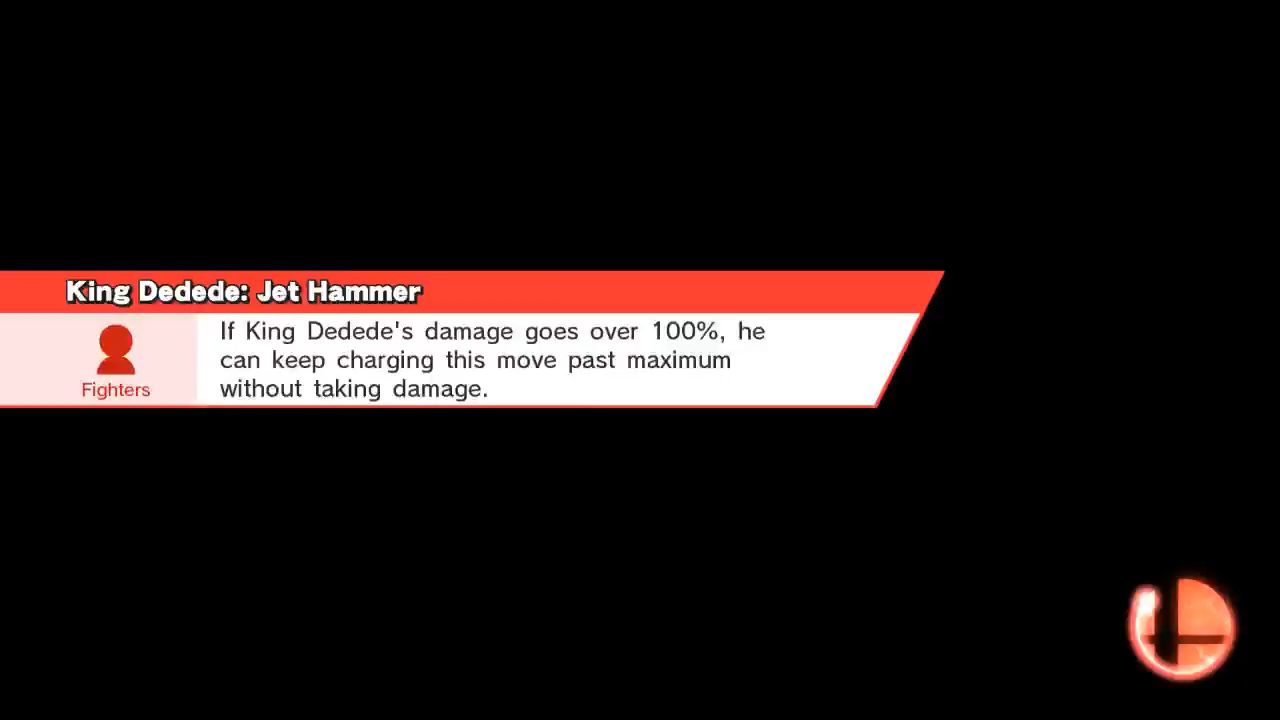 King Dedede: Jet Hammer
Fighters
If King Dedede's damage goes over 100%, he
can keep charging this move past maximum
without taking damage.